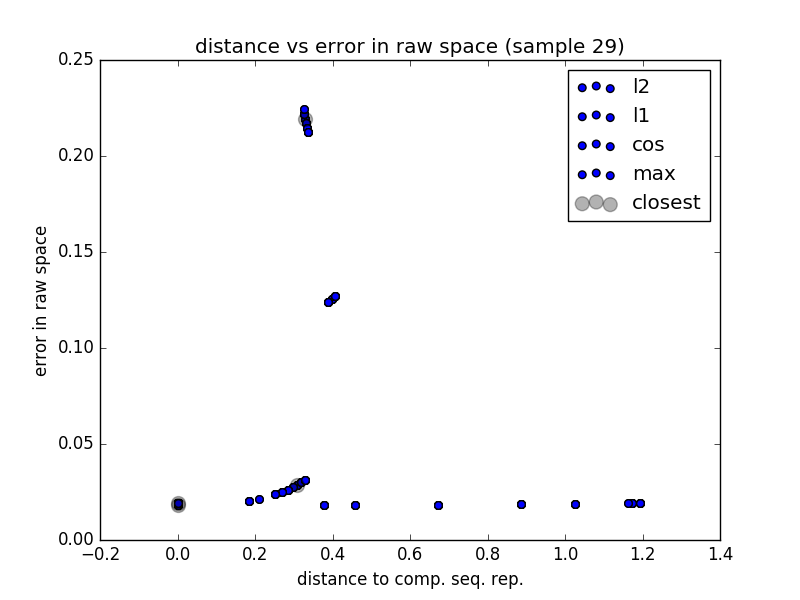 distance vs error in raw space (sample 29)
l2
l1
cos
max
closest
error in raw space
0.25
0.20
0.15
0.10
0.05
0.00
−0.2 0.0 0.2 0.4 0.6 0.8 1.0 1.2 1.4
distance to comp. seq. rep.